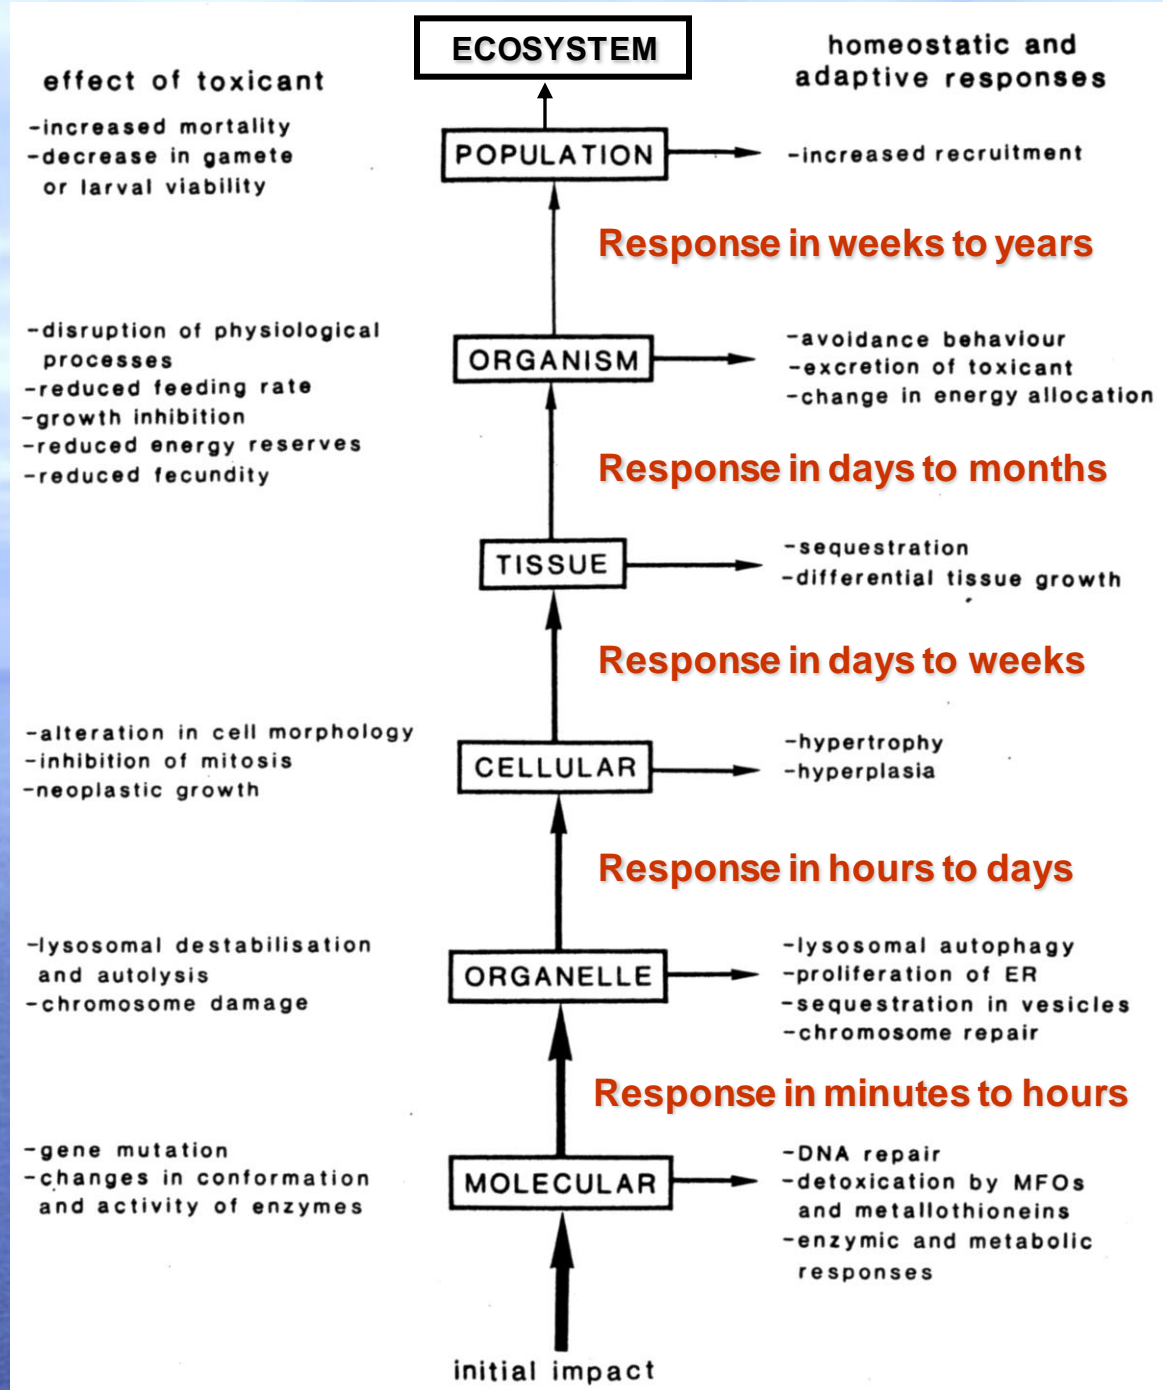 ECOSYSTEM
homeostatic and
adaptive responses
effect of toxicant
-increased mortality
-decrease in gamete
or larval viability
POPULATION
-increased recruitment
Response in weeks to years
-disruption of physiological
processes
-reduced feeding rate
-growth inhibition
-reduced energy reserves
-reduced fecundity
ORGANISM
-avoidance behaviour
-excretion of toxicant
-change in energy allocation
Response in days to months
TISSUE
-sequestration
-differential tissue growth
Response in days to weeks
-alteration in cell morphology
-inhibition of mitosis
-neoplastic growth
CELLULAR
-hypertrophy
-hyperplasia
Response in hours to days
-lysosomal destabilisation
and autolysis
-chromosome damage
ORGANELLE
-lysosomal autophagy
-proliferation of ER
-sequestration in vesicles
-chromosome repair
Response in minutes to hours
-gene mutation
-changes in conformation
and activity of enzymes
MOLECULAR
-DNA repair
-detoxication by MFOs
and metallothioneins
-enzymic and metabolic
responses
initial impact